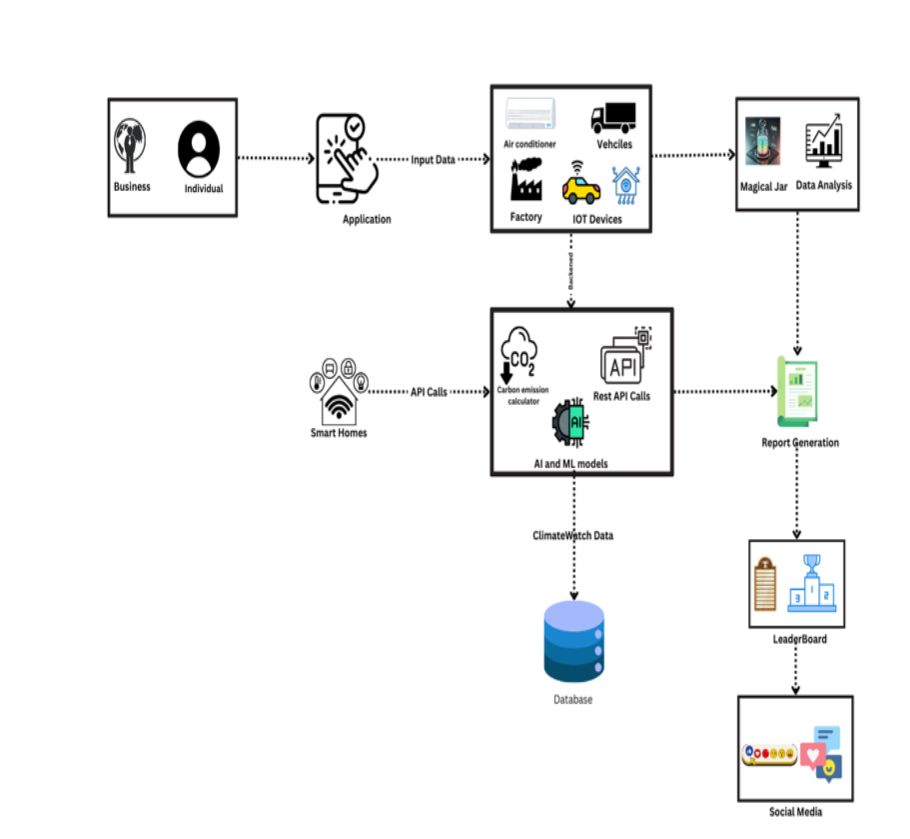 Business
Individual
Application
Input Data
Air conditioner
Vehciles
Factory
IOT Devices
Magical Jar
Data Analysis
Backened
Smart Homes
API Calls
CO2
Carbon emission
calculator
API
Rest API Calls
AI
AI and ML models
Report Generation
ClimateWatch Data
Database
3
1
2
LeaderBoard
Social Media